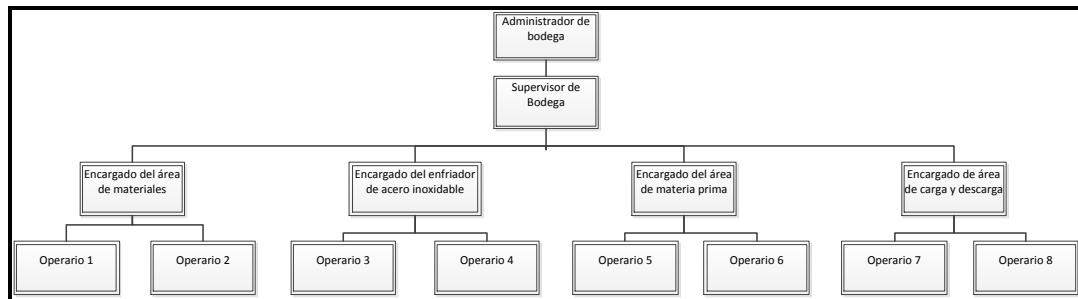 Administrador de
bodega
Supervisor de
Bodega
Encargado del área
de materiales
Encargado del enfriador
de acero inoxidable
Encargado del área
de materia prima
Encargado de área
de carga y descarga
Operario 1
Operario 2
Operario 3
Operario 4
Operario 5
Operario 6
Operario 7
Operario 8